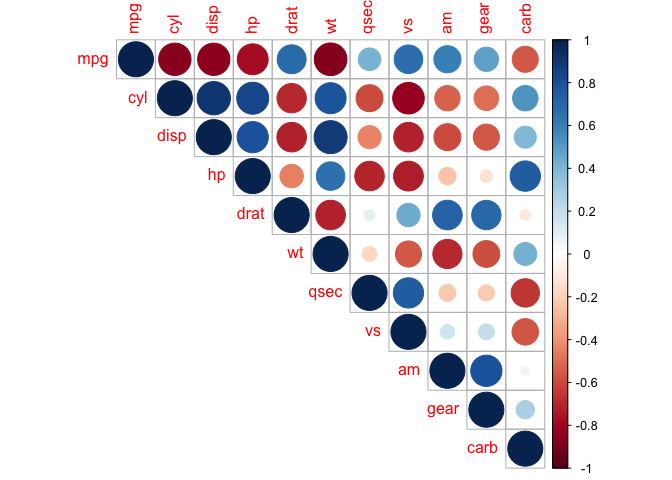 mpg cyl disp hp drat wt qsec vs am gear carb
mpg
cyl
disp
hp
drat
wt
qsec
vs
am
gear
carb
1
0.8
0.6
0.4
0.2
0
-0.2
-0.4
-0.6
-0.8
-1